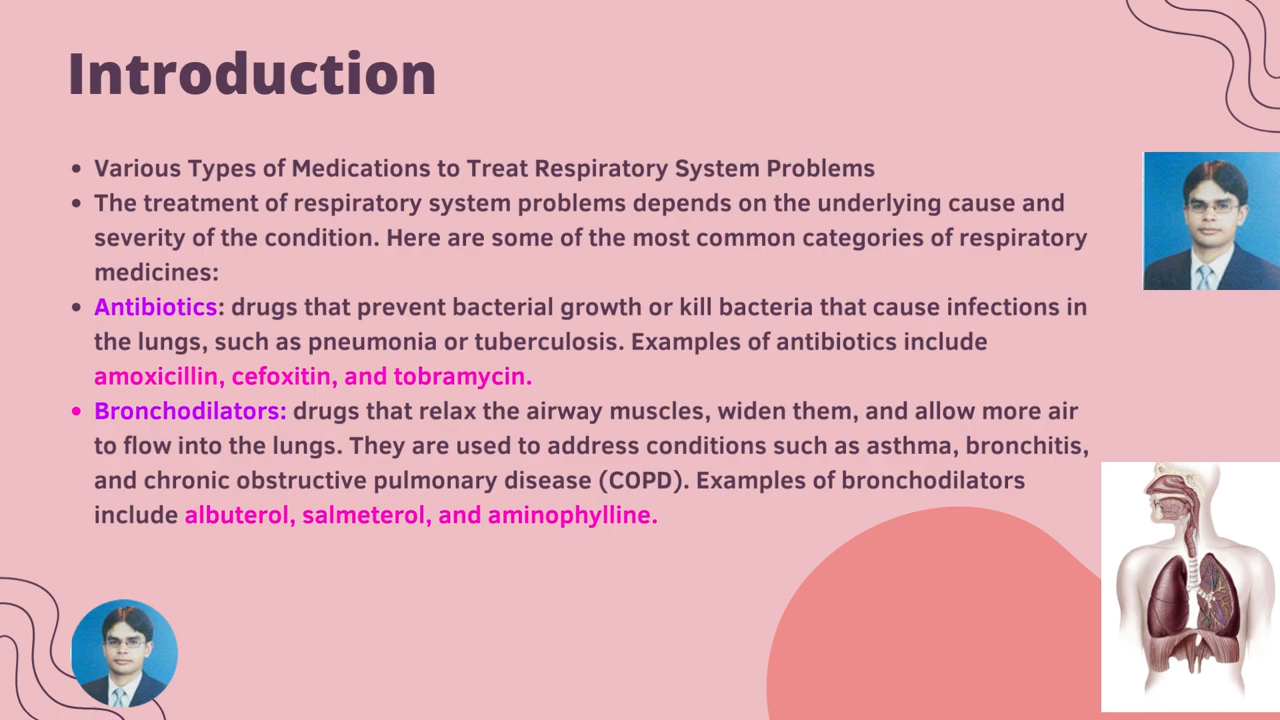 Introduction
• Various Types of Medications to Treat Respiratory System Problems
• The treatment of respiratory system problems depends on the underlying cause and
severity of the condition. Here are some of the most common categories of respiratory
medicines:
• Antibiotics: drugs that prevent bacterial growth or kill bacteria that cause infections in
the lungs, such as pneumonia or tuberculosis. Examples of antibiotics include
amoxicillin, cefoxitin, and tobramycin.
• Bronchodilators: drugs that relax the airway muscles, widen them, and allow more air
to flow into the lungs. They are used to address conditions such as asthma, bronchitis,
and chronic obstructive pulmonary disease (COPD). Examples of bronchodilators
include albuterol, salmeterol, and aminophylline.